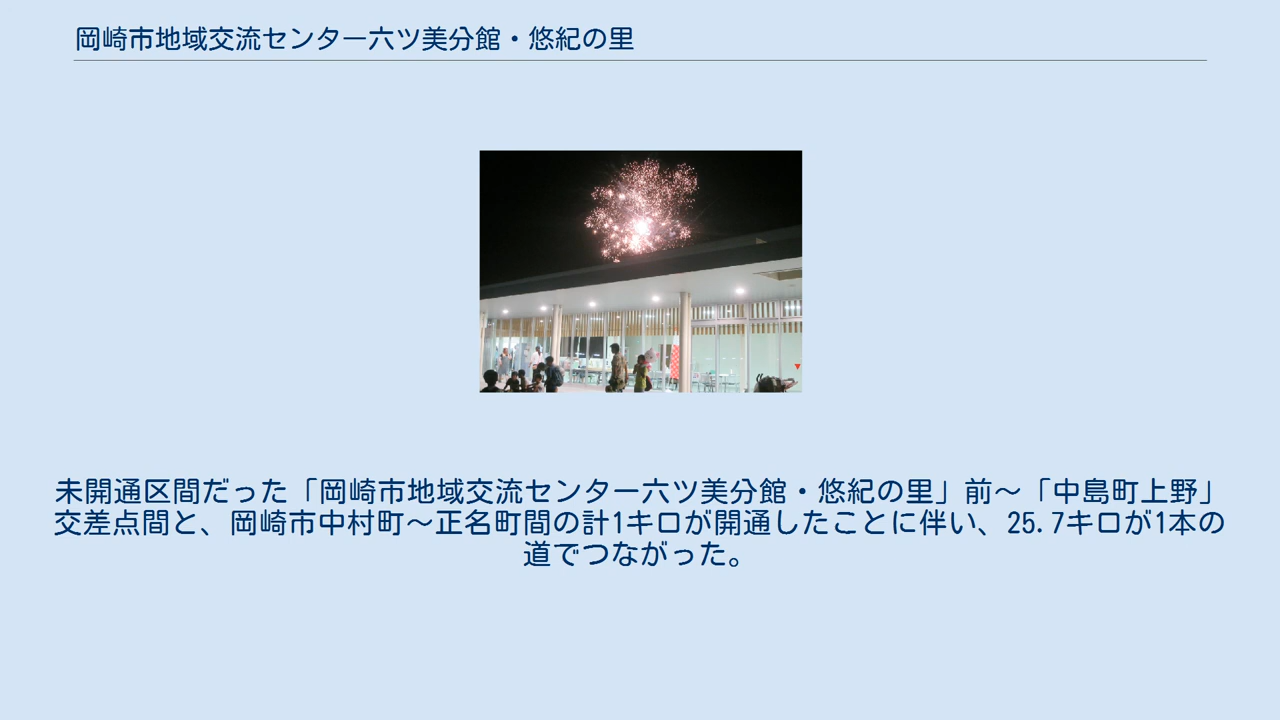 岡崎市地域交流センター六ツ美分館・悠紀の里
未開通区間だった「岡崎市地域交流センター六ツ美分館・悠紀の里」前～「中島町上野」
交差点間と、岡崎市中村町～正名町間の計1キロが開通したことに伴い、25.7キロが1本の
道でつながった。